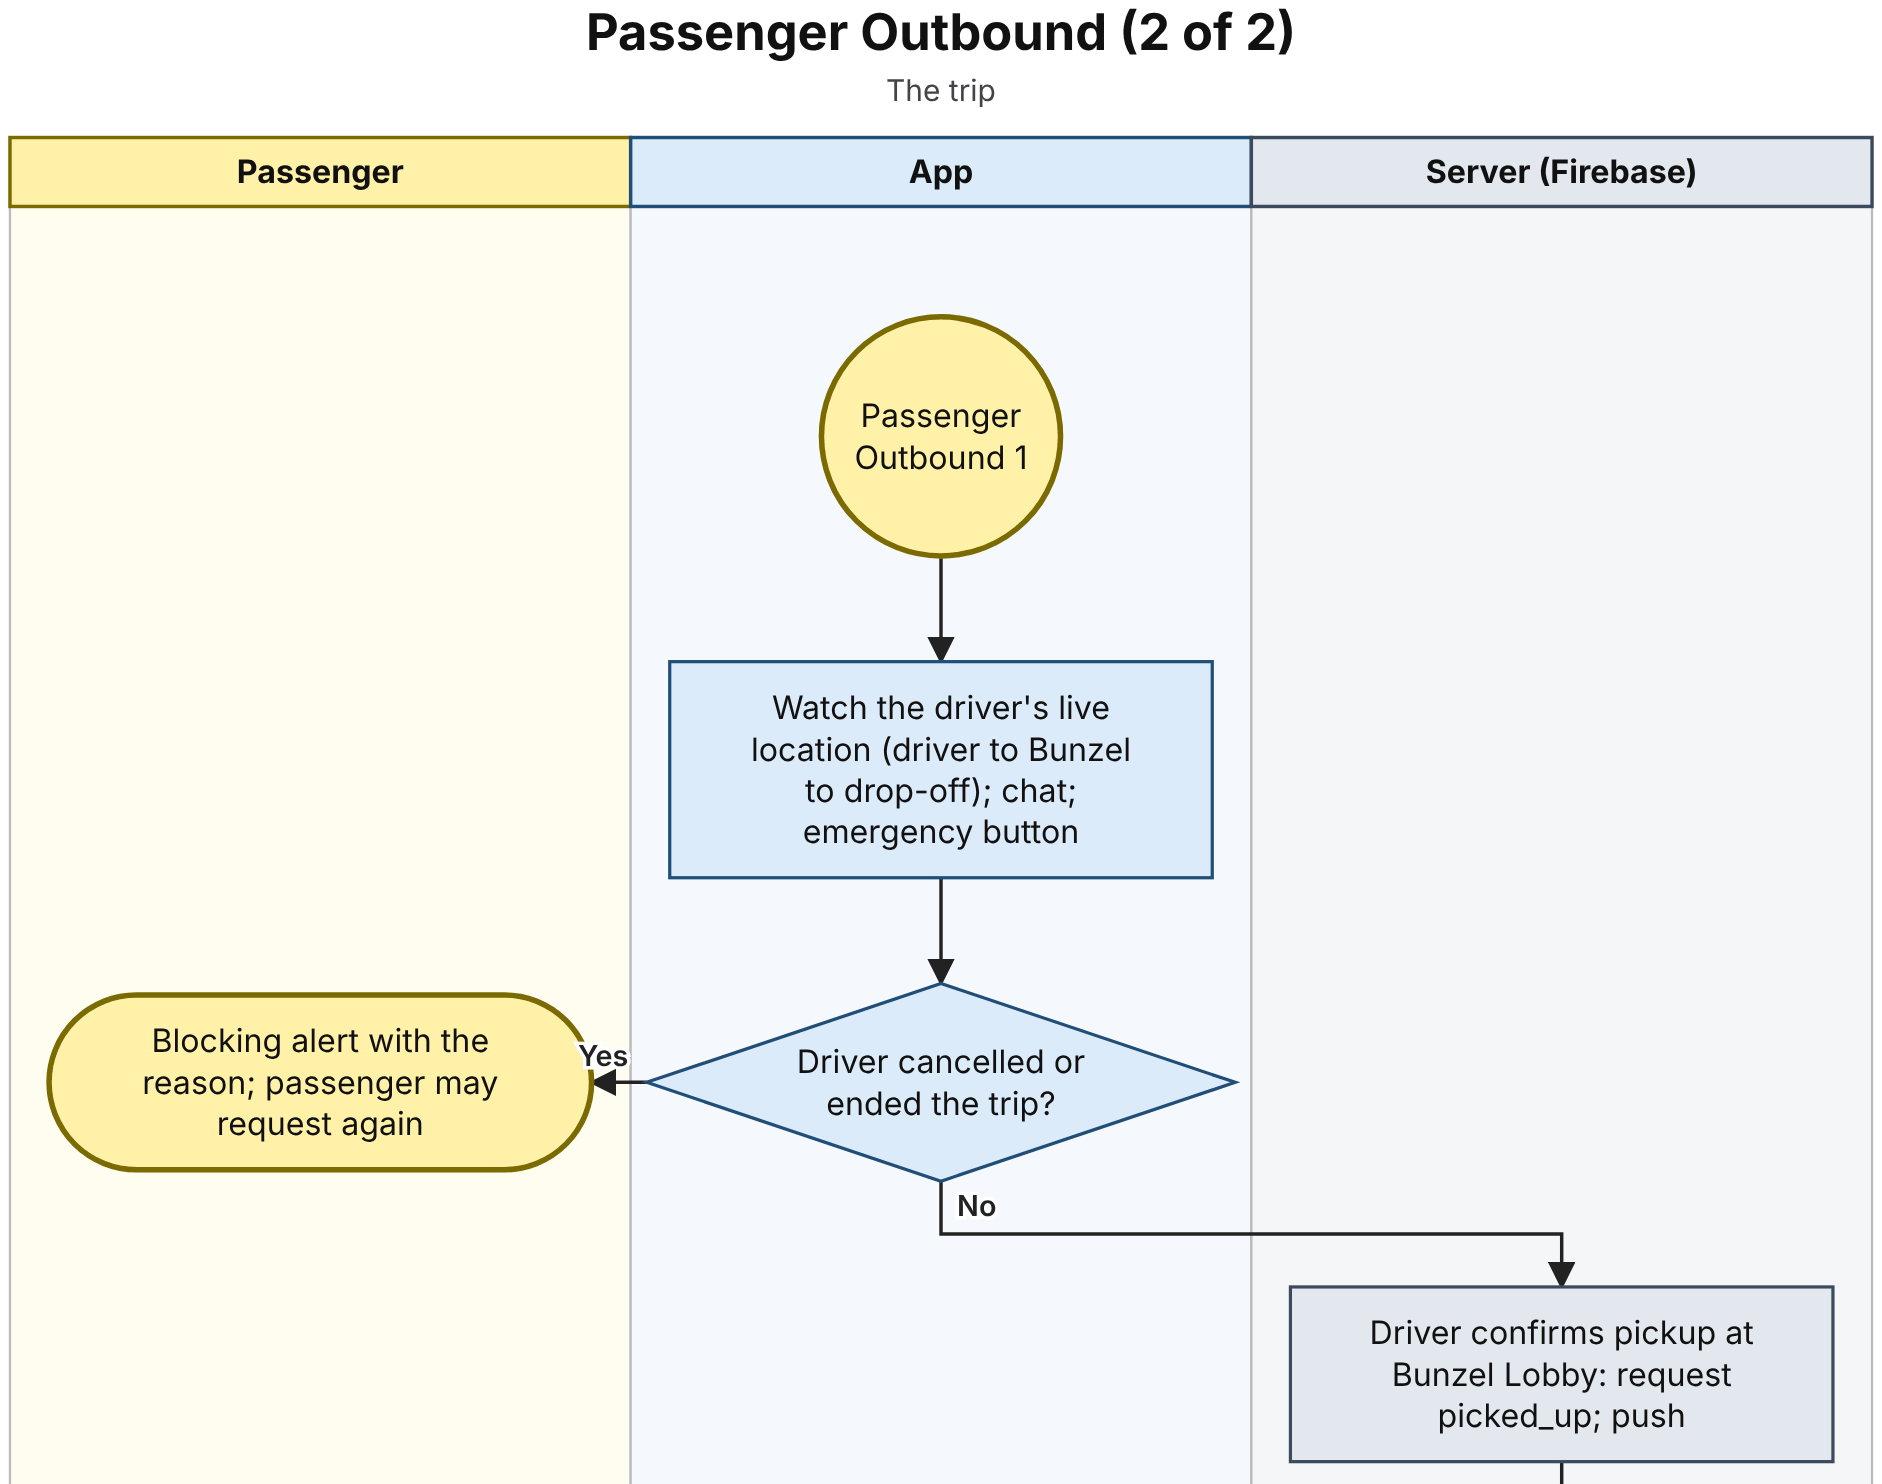 Passenger Outbound (2 of 2)
The trip
Passenger
App
Server (Firebase)
Passenger
Outbound 1
Watch the driver's live
location (driver to Bunzel
to drop-off); chat;
emergency button
Driver cancelled or
ended the trip?
Yes
Blocking alert with the
reason; passenger may
request again
No
Driver confirms pickup at
Bunzel Lobby: request
picked_up; push